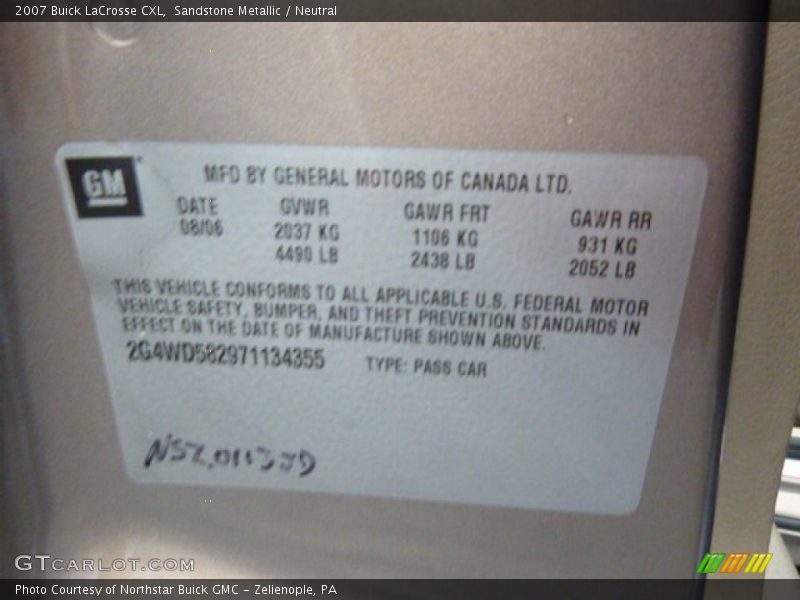 2007 Buick LaCrosse CXL, Sandstone Metallic / Neutral
GM
MFD BY GENERAL MOTORS OF CANADA LTD.
DATE GVWR GAWR FRT GAWR RR
08/06 2037 KG 1106 KG 931 KG
4490 LB 2438 LB 2052 LB
THIS VEHICLE CONFORMS TO ALL APPLICABLE U.S. FEDERAL MOTOR
VEHICLE SAFETY, BUMPER, AND THEFT PREVENTION STANDARDS IN
EFFECT ON THE DATE OF MANUFACTURE SHOWN ABOVE.
2G4WD582971134355 TYPE: PASS CAR
GTCARLOT.COM
Photo Courtesy of Northstar Buick GMC - Zelienople, PA